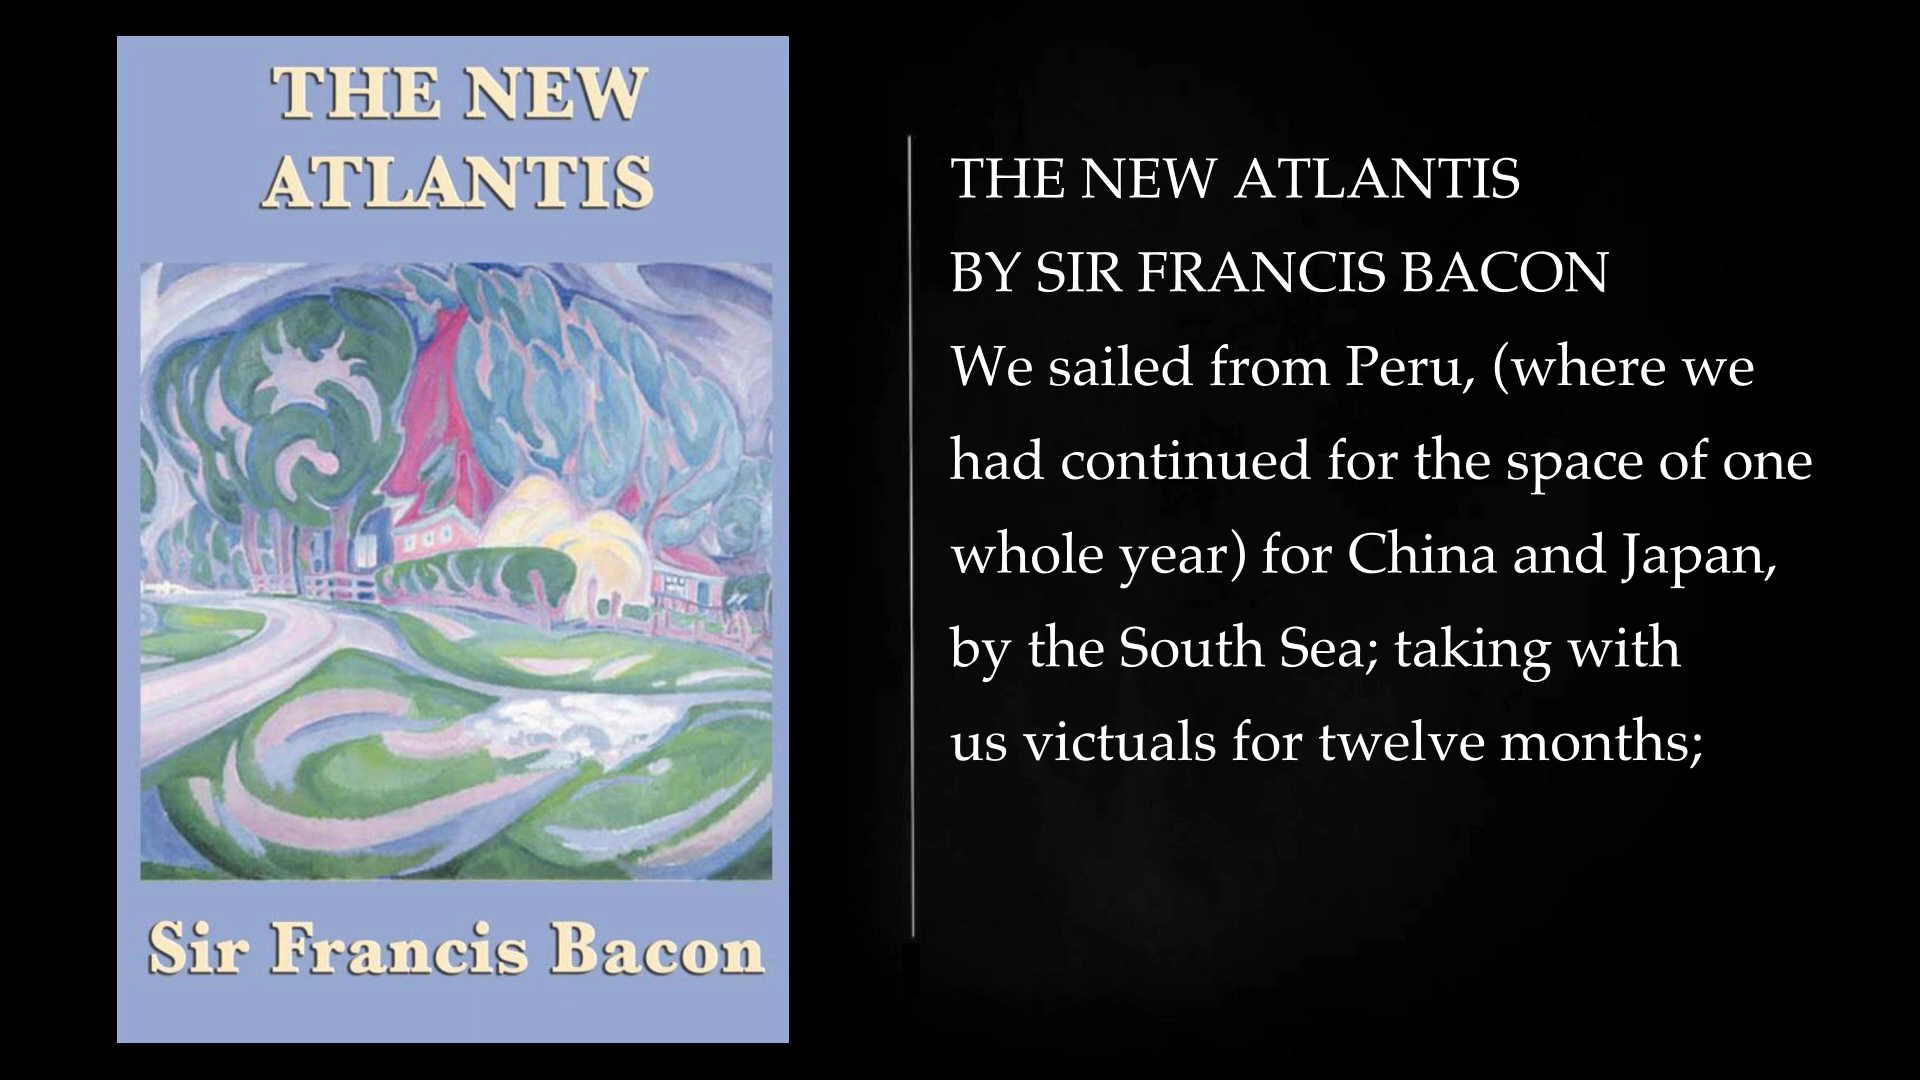 THE NEW
ATLANTIS
Sir Francis Bacon
THE NEW ATLANTIS
BY SIR FRANCIS BACON
We sailed from Peru, (where we
had continued for the space of one
whole year) for China and Japan,
by the South Sea; taking with
us victuals for twelve months;